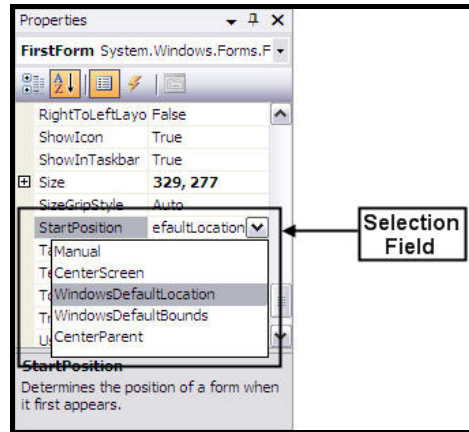 Properties
FirstForm System.Windows.Forms.F
RightToLeftLayo False
ShowIcon True
ShowInTaskbar True
Size 329, 277
SizeGripStyle Auto
StartPosition efaultLocation
Manual
CenterScreen
WindowsDefaultLocation
WindowsDefaultBounds
CenterParent
StartPosition
Determines the position of a form when
it first appears.
Selection
Field